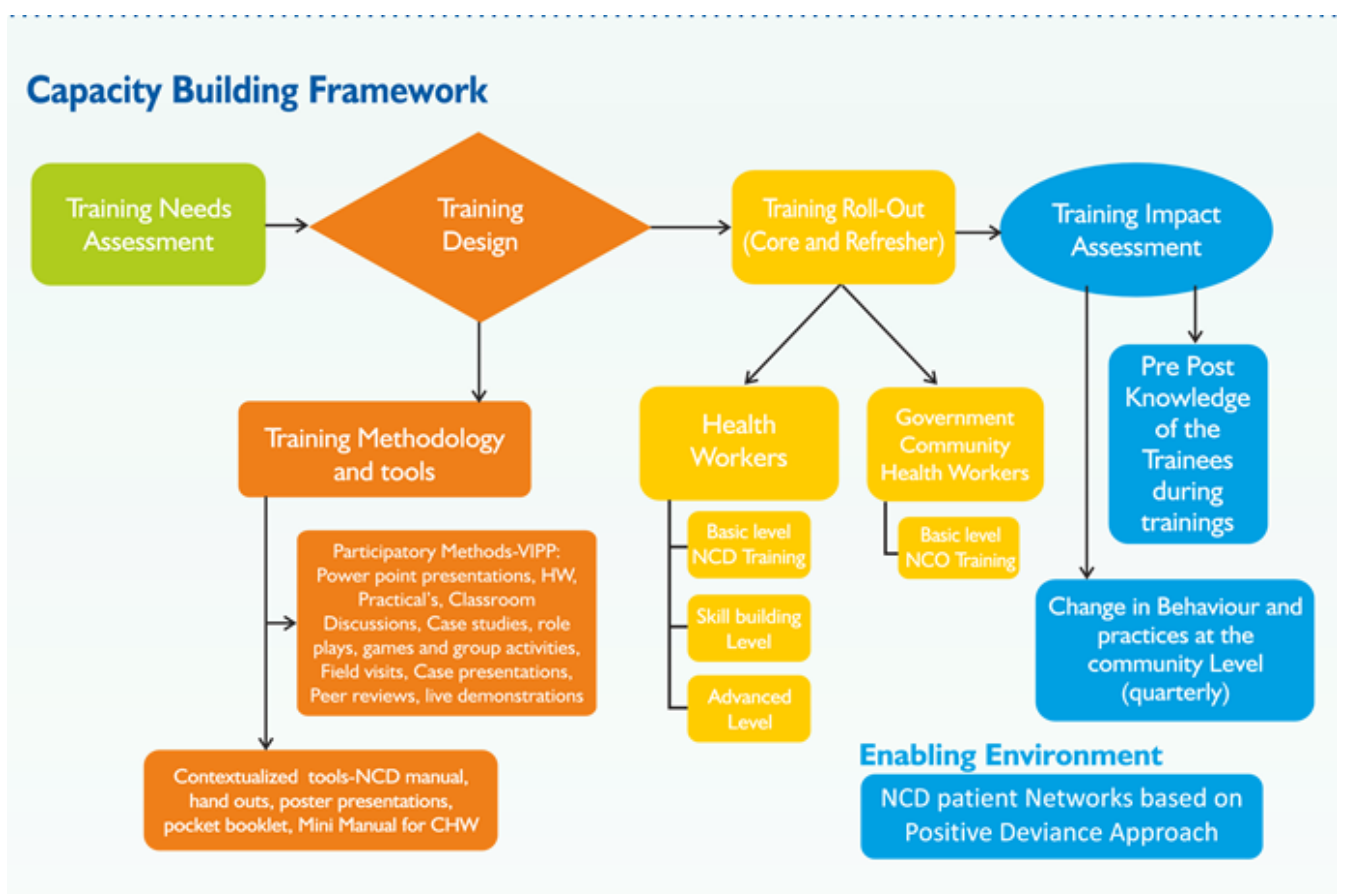 Capacity Building Framework
Training Needs
Assessment
Training
Design
Training Roll-Out
(Core and Refresher)
Training Impact
Assessment
Training Methodology
and tools
Participatory Methods-VIPP:
Power point presentations, HW,
Practical's, Classroom
Discussions, Case studies, role
plays, games and group activities,
Field visits, Case presentations,
Peer reviews, live demonstrations
Contextualized tools-NCD manual,
hand outs, poster presentations,
pocket booklet, Mini Manual for CHW
Health
Workers
Basic level
NCD Training
Skill building
Level
Advanced
Level
Government
Community
Health Workers
Basic level
NCO Training
Pre Post
Knowledge
of the
Trainees
during
trainings
Change in Behaviour and
practices at the
community Level
(quarterly)
Enabling Environment
NCD patient Networks based on
Positive Deviance Approach